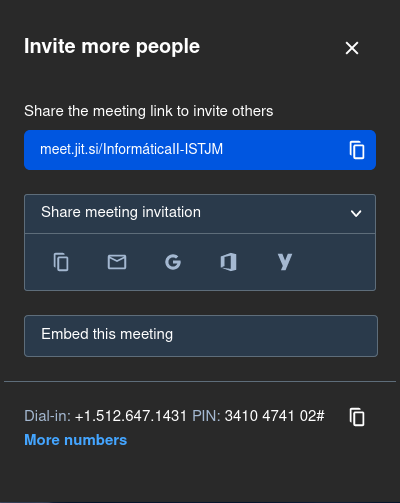 Invite more people
Share the meeting link to invite others
meet.jit.si/InformáticaII-ISTJM
Share meeting invitation
Embed this meeting
Dial-in: +1.512.647.1431 PIN: 3410 4741 02#
More numbers